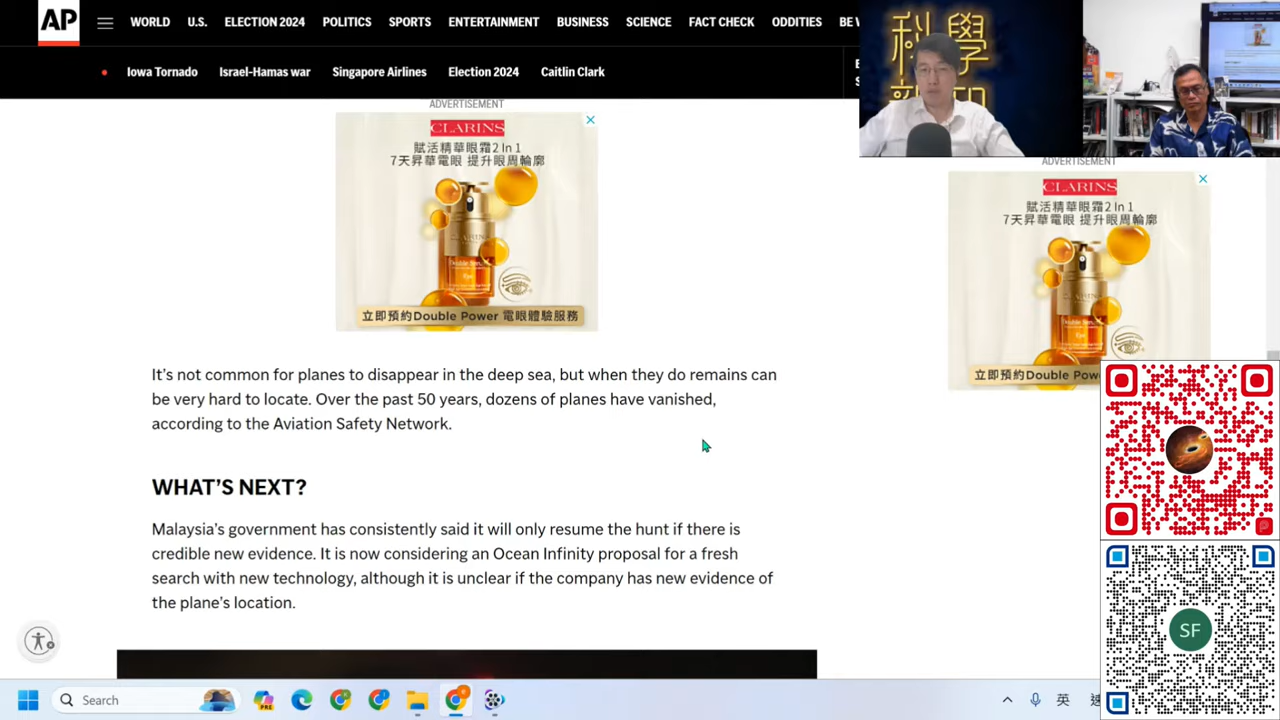 AP
WORLD U.S. ELECTION 2024 POLITICS SPORTS ENTERTAINMENT BUSINESS SCIENCE FACT CHECK ODDITIES BE
Iowa Tornado Israel-Hamas war Singapore Airlines Election 2024 Caitlin Clark
科學
ADVERTISEMENT
CLARINS
賦活精華眼霜2 In 1
7天昇華電眼 提升眼周輪廓
立即預約Double Power 電眼體驗服務
ADVERTISEMENT
CLARINS
賦活精華眼霜2 In 1
7天昇華電眼 提升眼周輪廓
立即預約Double Pow
It's not common for planes to disappear in the deep sea, but when they do remains can
be very hard to locate. Over the past 50 years, dozens of planes have vanished,
according to the Aviation Safety Network.
WHAT'S NEXT?
Malaysia's government has consistently said it will only resume the hunt if there is
credible new evidence. It is now considering an Ocean Infinity proposal for a fresh
search with new technology, although it is unclear if the company has new evidence of
the plane's location.
SF
Search
英